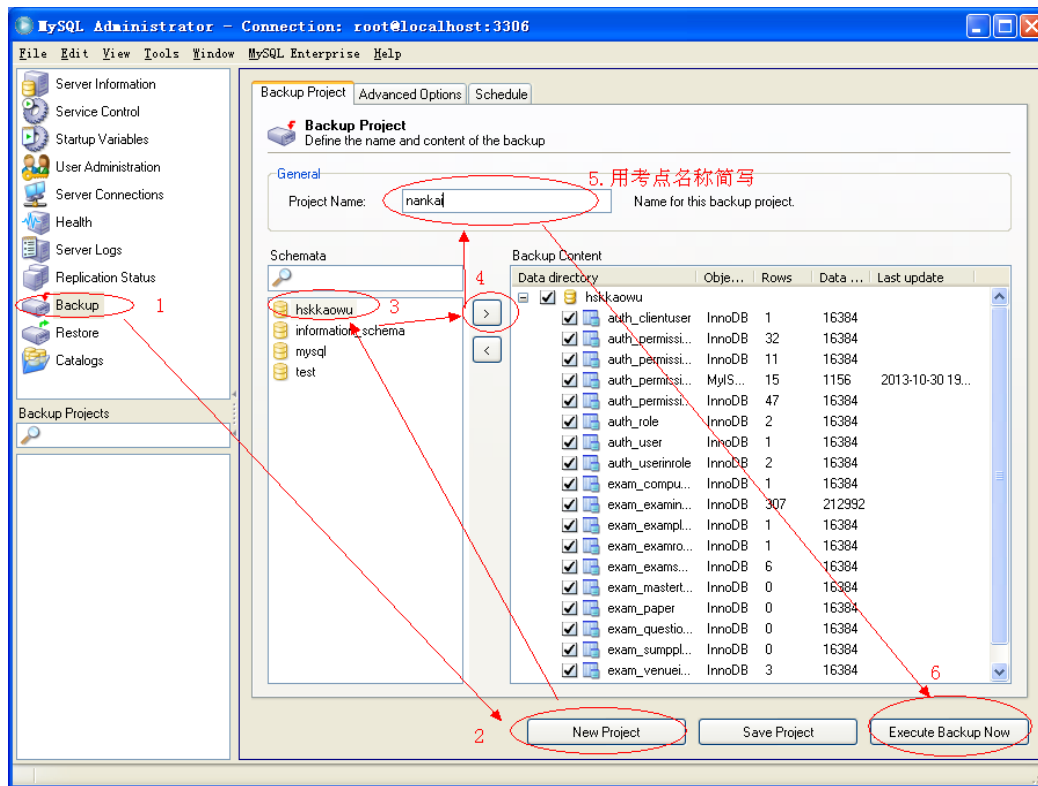 MySQL Administrator - Connection: root@localhost:3306
File Edit View Tools Window MySQL Enterprise Help
Server Information
Service Control
Startup Variables
User Administration
Server Connections
Health
Server Logs
Replication Status
Backup 1
Restore
Catalogs
Backup Projects
Backup Project Advanced Options Schedule
Backup Project
Define the name and content of the backup
General
5. 用考点名称简写
Project Name: nankai Name for this backup project.
Schemata
4
hskkaowu 3
information_schema
mysql
test
>
<
Backup Content
Data directory Obje... Rows Data ... Last update
hskkaowu
auth_clientuser InnoDB 1 16384
auth_permissi... InnoDB 32 16384
auth_permissi... InnoDB 11 16384
auth_permissi... MyIS... 15 1156 2013-10-30 19...
auth_permissi... InnoDB 47 16384
auth_role InnoDB 2 16384
auth_user InnoDB 1 16384
auth_userinrole InnoDB 2 16384
exam_compu... InnoDB 1 16384
exam_examin... InnoDB 307 212992
exam_exampl... InnoDB 1 16384
exam_examro... InnoDB 1 16384
exam_exams... InnoDB 6 16384
exam_mastert... InnoDB 0 16384
exam_paper InnoDB 0 16384
exam_questio... InnoDB 0 16384
exam_sumppl... InnoDB 0 16384
exam_venuei... InnoDB 3 16384
6
2 New Project Save Project Execute Backup Now